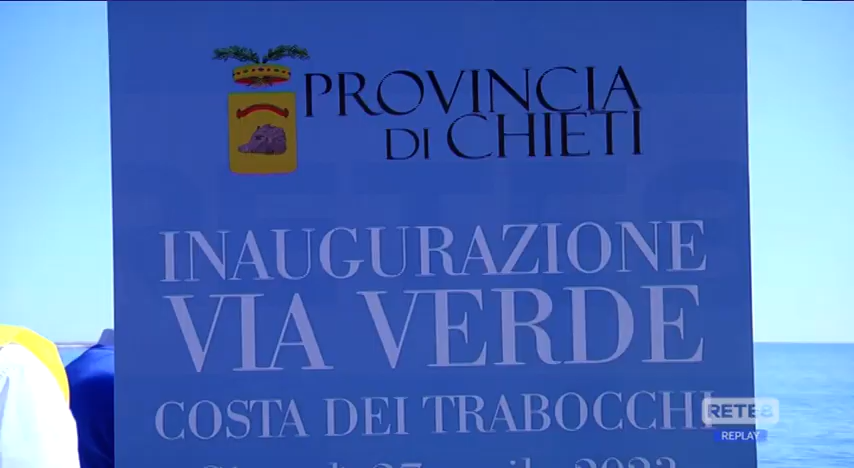 PROVINCIA
DI CHIETI
INAUGURAZIONE
VIA VERDE
COSTA DEI TRABOCCHI
RETE8
REPLAY